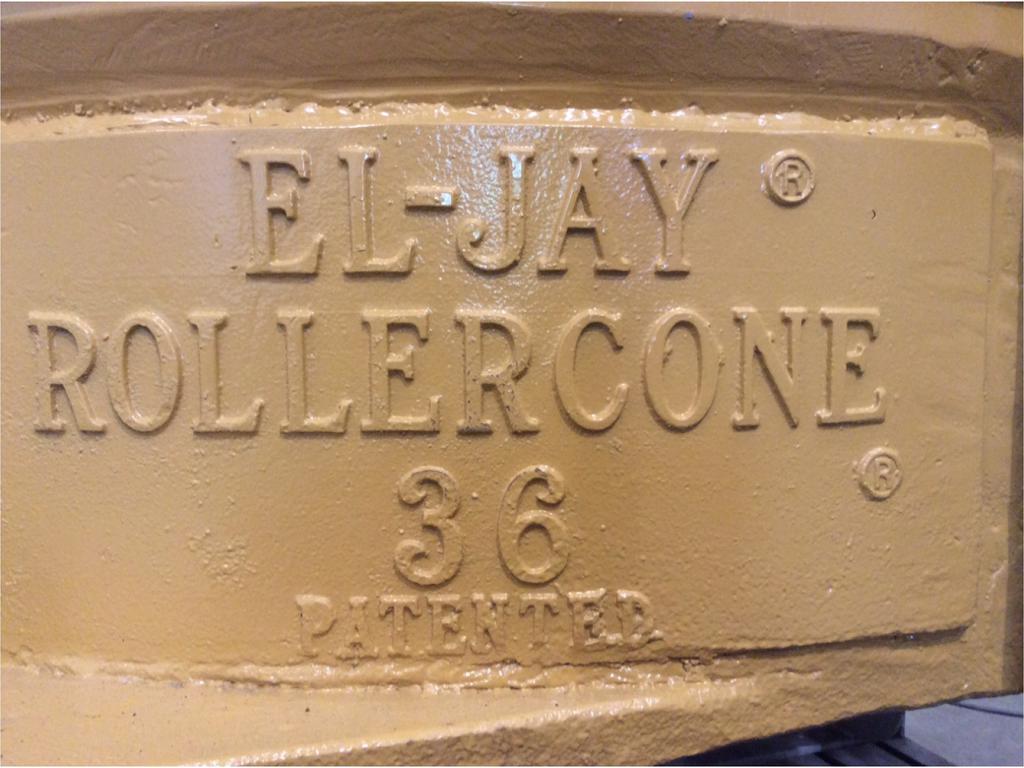 EL-JAY ®
ROLLERCONE ®
36
PATENTED